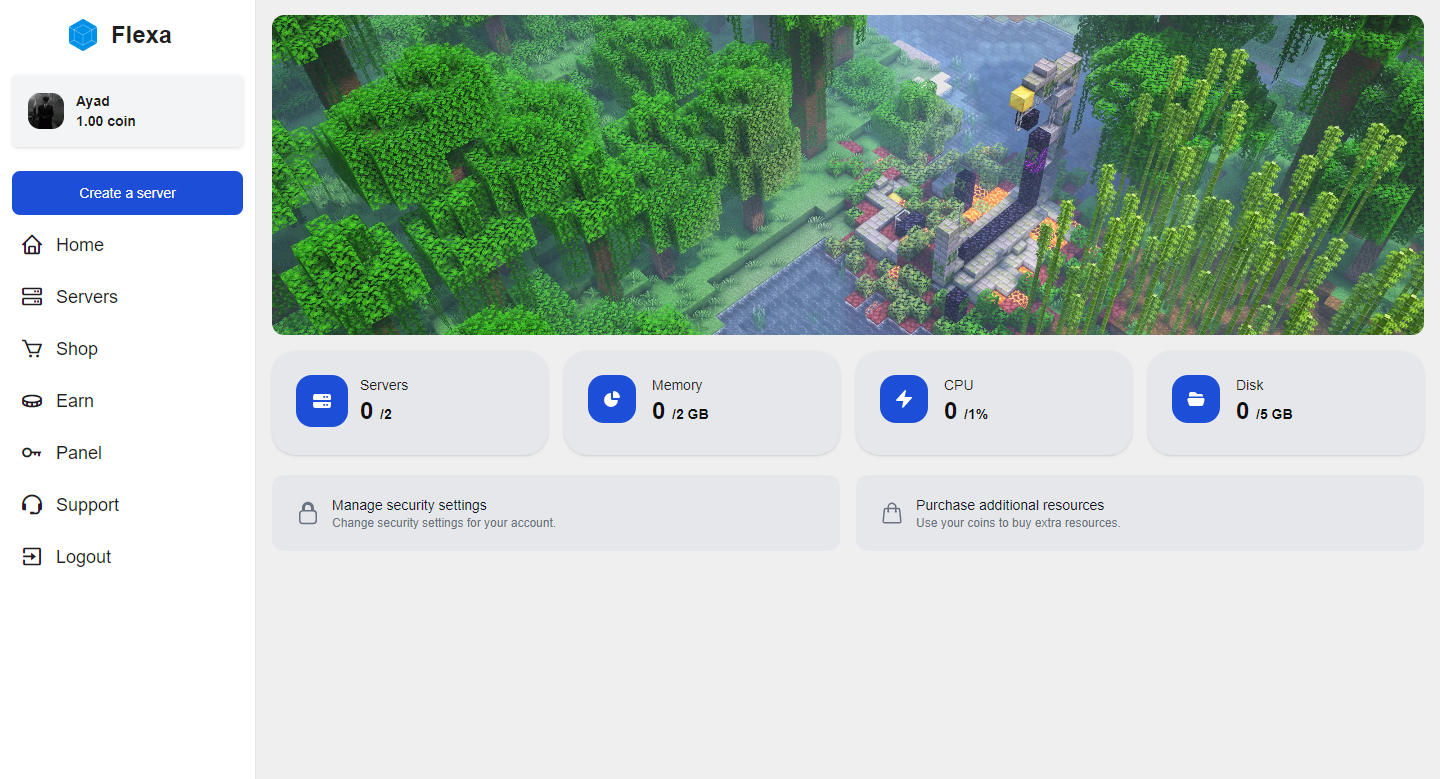 Flexa
Ayad
1.00 coin
Create a server
Home
Servers
Shop
Earn
Panel
Support
Logout
Servers
0 /2
Memory
0 /2 GB
CPU
0 /1%
Disk
0 /5 GB
Manage security settings
Change security settings for your account.
Purchase additional resources
Use your coins to buy extra resources.